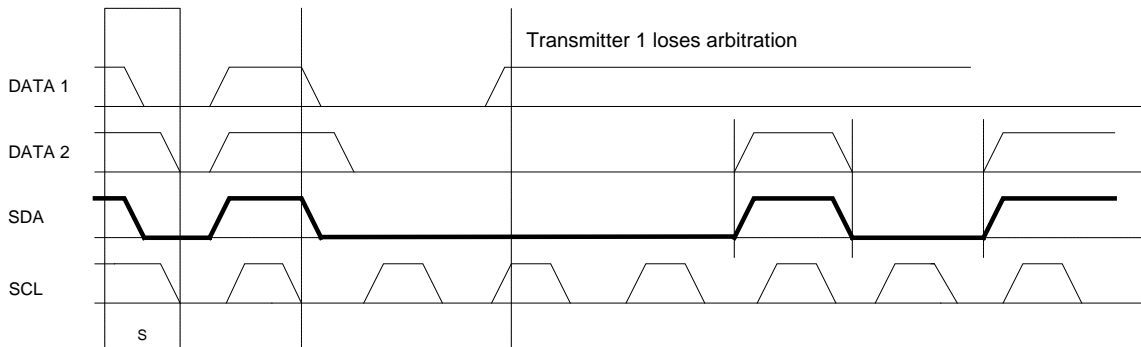 Transmitter 1 loses arbitration
DATA 1
DATA 2
SDA
SCL
S